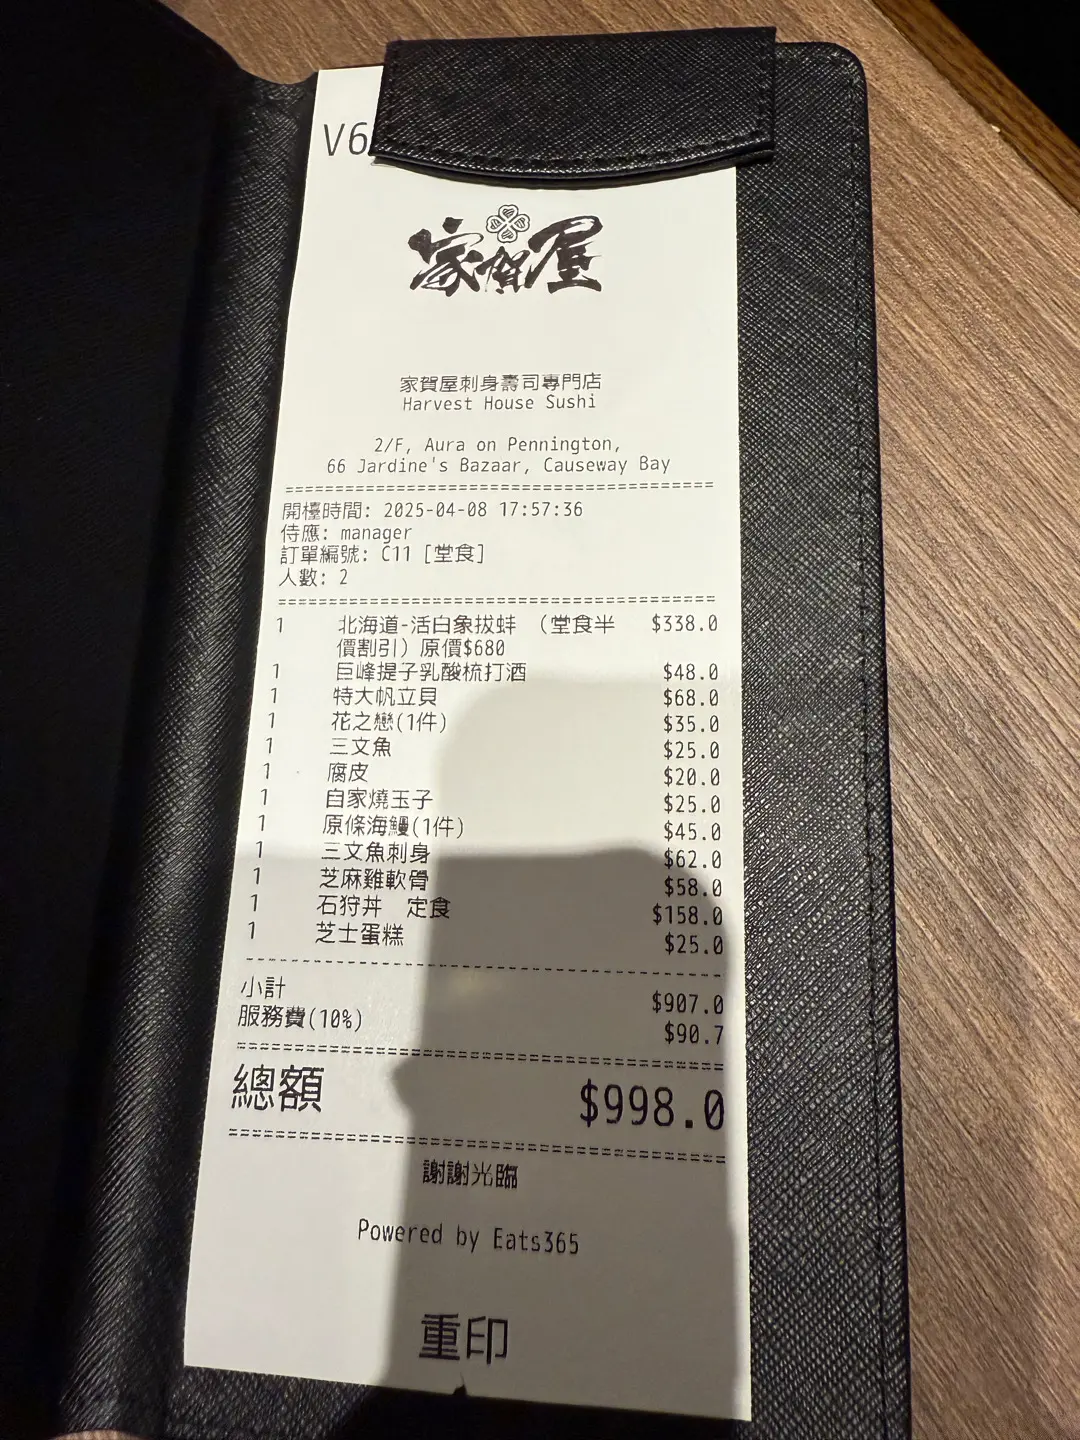 V6
家賀屋
家賀屋刺身壽司專門店
Harvest House Sushi
2/F, Aura on Pennington,
66 Jardine's Bazaar, Causeway Bay
開檯時間: 2025-04-08 17:57:36
侍應: manager
訂單編號: C11 [堂食]
人數: 2
1 北海道-活白象拔蚌 (堂食半 $338.0
價割引) 原價$680
1 巨峰提子乳酸梳打酒 $48.0
1 特大帆立貝 $68.0
1 花之戀(1件) $35.0
1 三文魚 $25.0
1 腐皮 $20.0
1 自家燒玉子 $25.0
1 原條海鰻(1件) $45.0
1 三文魚刺身 $62.0
1 芝麻雞軟骨 $58.0
1 石狩丼 定食 $158.0
1 芝士蛋糕 $25.0
小計 $907.0
服務費(10%) $90.7
總額 $998.0
謝謝光臨
Powered by Eats365
重印